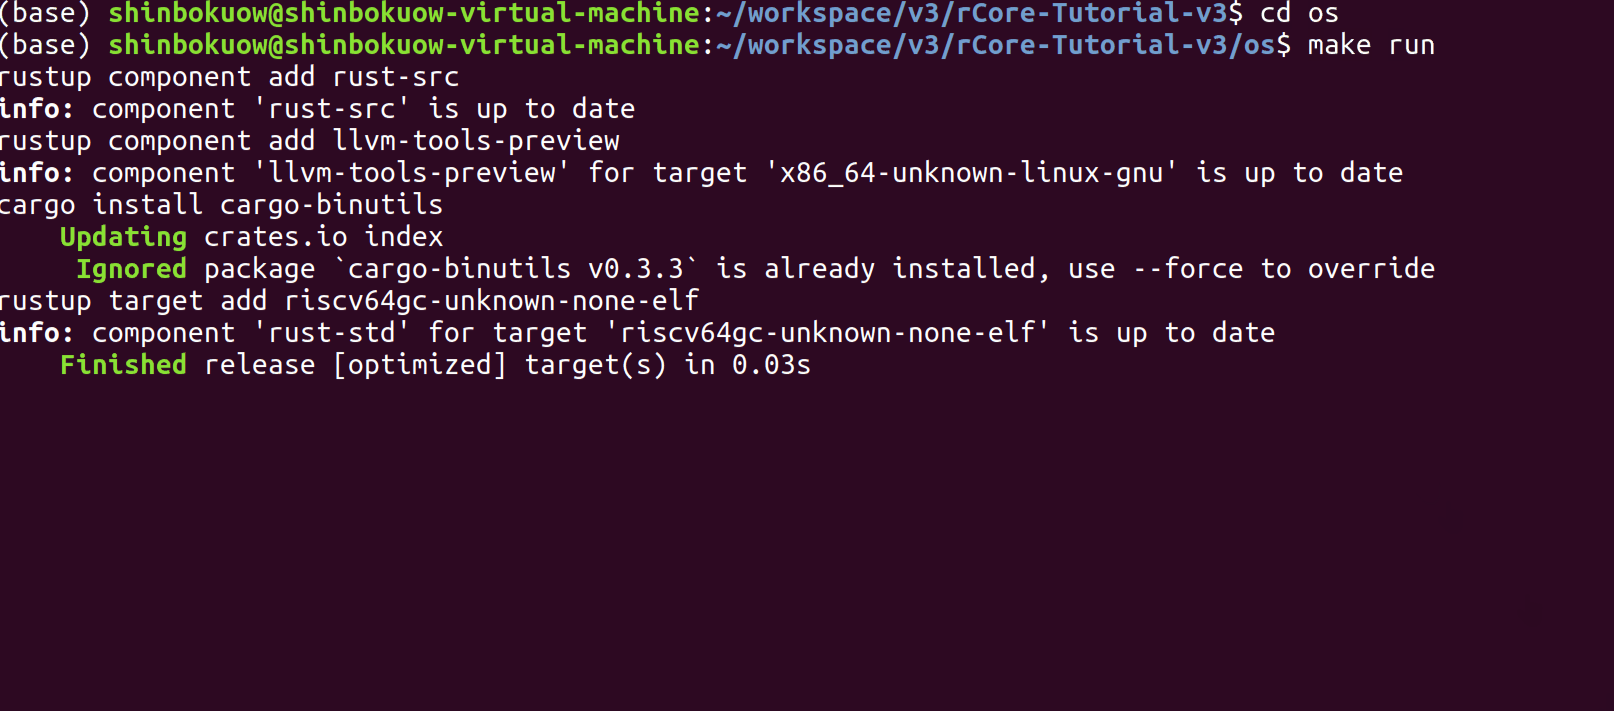 (base) shinbokuow@shinbokuow-virtual-machine:~/workspace/v3/rCore-Tutorial-v3$ cd os
(base) shinbokuow@shinbokuow-virtual-machine:~/workspace/v3/rCore-Tutorial-v3/os$ make run
rustup component add rust-src
info: component 'rust-src' is up to date
rustup component add llvm-tools-preview
info: component 'llvm-tools-preview' for target 'x86_64-unknown-linux-gnu' is up to date
cargo install cargo-binutils
    Updating crates.io index
     Ignored package `cargo-binutils v0.3.3` is already installed, use --force to override
rustup target add riscv64gc-unknown-none-elf
info: component 'rust-std' for target 'riscv64gc-unknown-none-elf' is up to date
    Finished release [optimized] target(s) in 0.03s